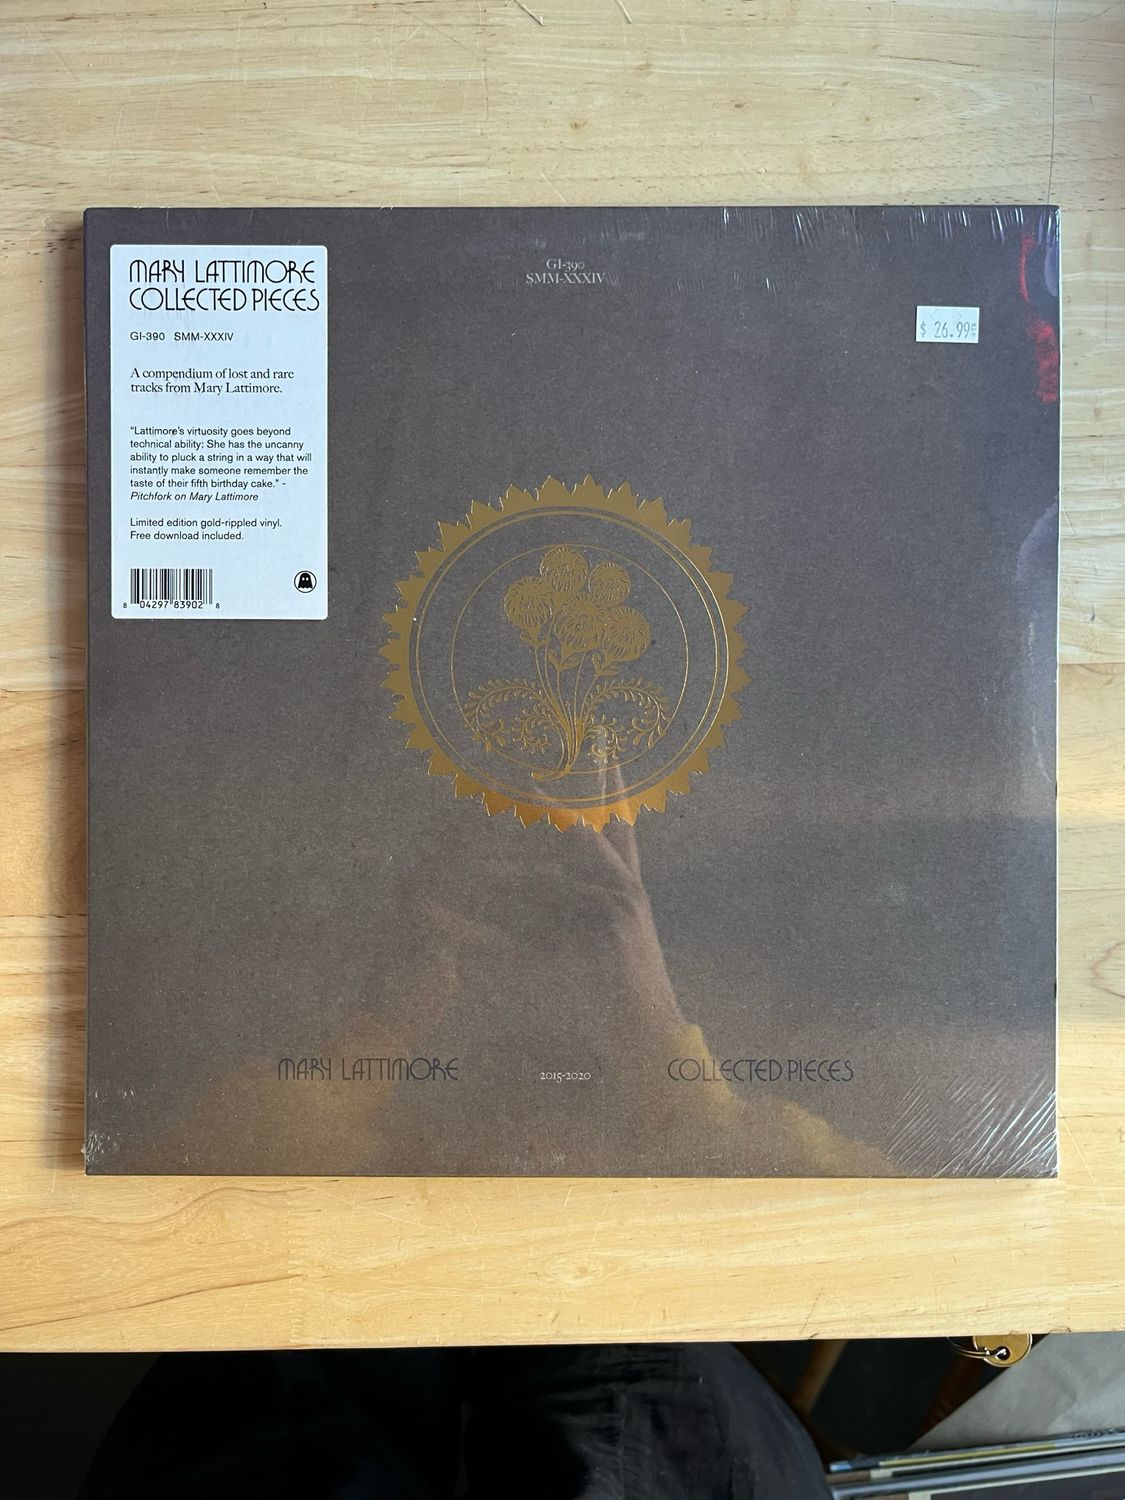 GI-390
SMM-XXXIV
MARY LATTIMORE
COLLECTED PIECES
GI-390 SMM-XXXIV
A compendium of lost and rare
tracks from Mary Lattimore.
“Lattimore’s virtuosity goes beyond
technical ability: She has the uncanny
ability to pluck a string in a way that will
instantly make someone remember the
taste of their fifth birthday cake.” -
Pitchfork on Mary Lattimore
Limited edition gold-rippled vinyl.
Free download included.
8 04297 83902 8
$ 26.99
MARY LATTIMORE 2015-2020 COLLECTED PIECES